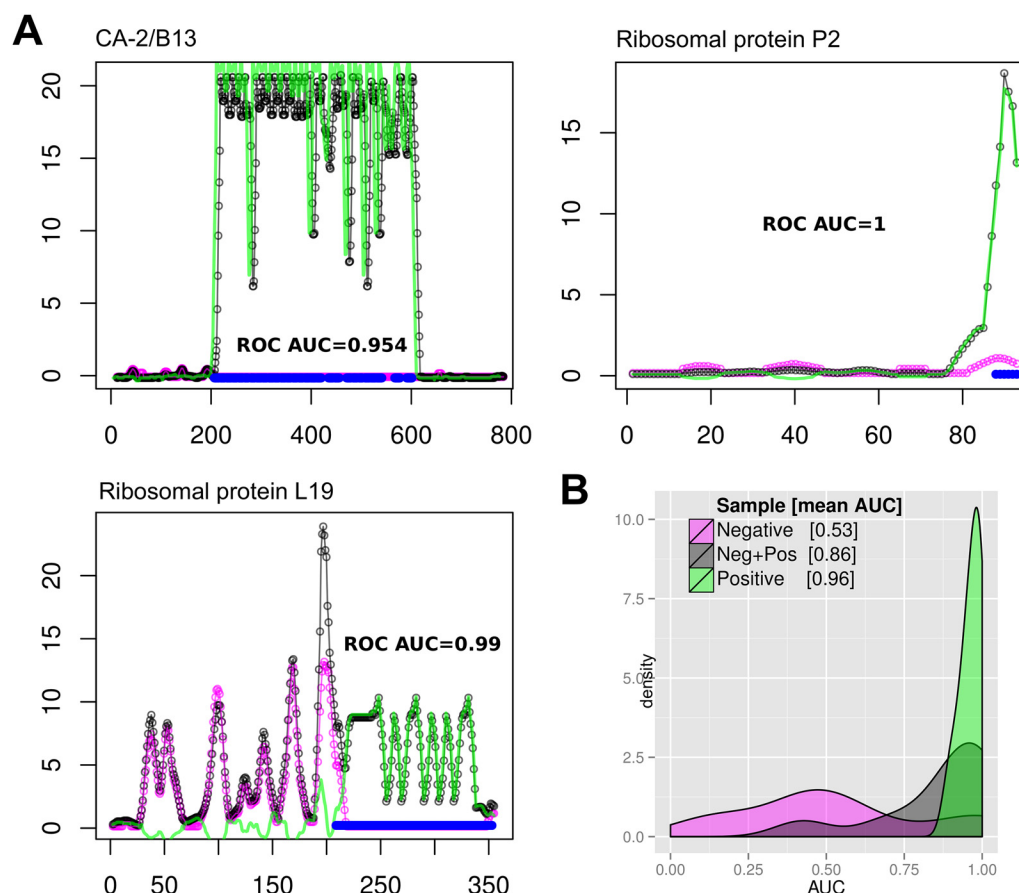 A
CA-2/B13
20
15
10
5
0
ROC AUC=0.954
0 200 400 600 800
Ribosomal protein P2
15
10
5
0
ROC AUC=1
0 20 40 60 80
Ribosomal protein L19
20
15
10
5
0
ROC AUC=0.99
0 50 150 250 350
B
Sample [mean AUC]
Negative [0.53]
Neg+Pos [0.86]
Positive [0.96]
density
10.0
7.5
5.0
2.5
0.0
0.00 0.25 0.50 0.75 1.00
AUC